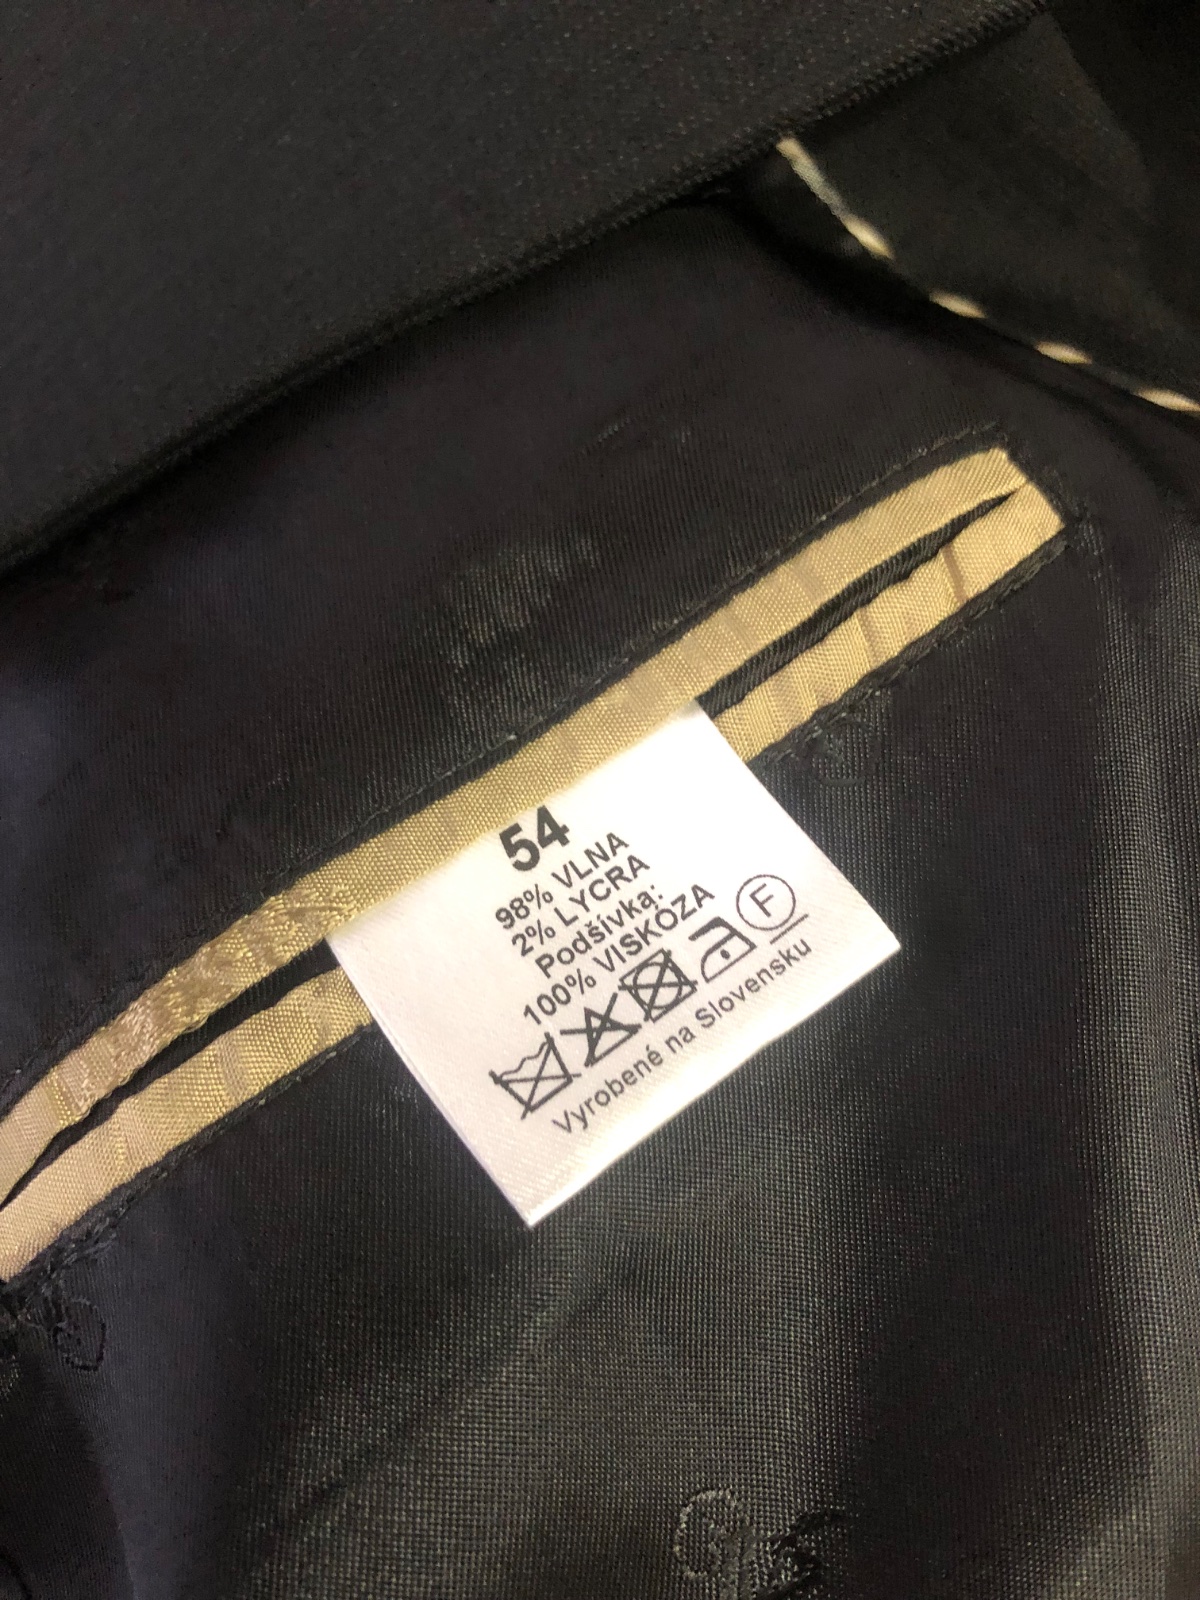 54
98% VLNA
2% LYCRA
Podšívka:
100% VISKÓZA
F
Vyrobené na Slovensku